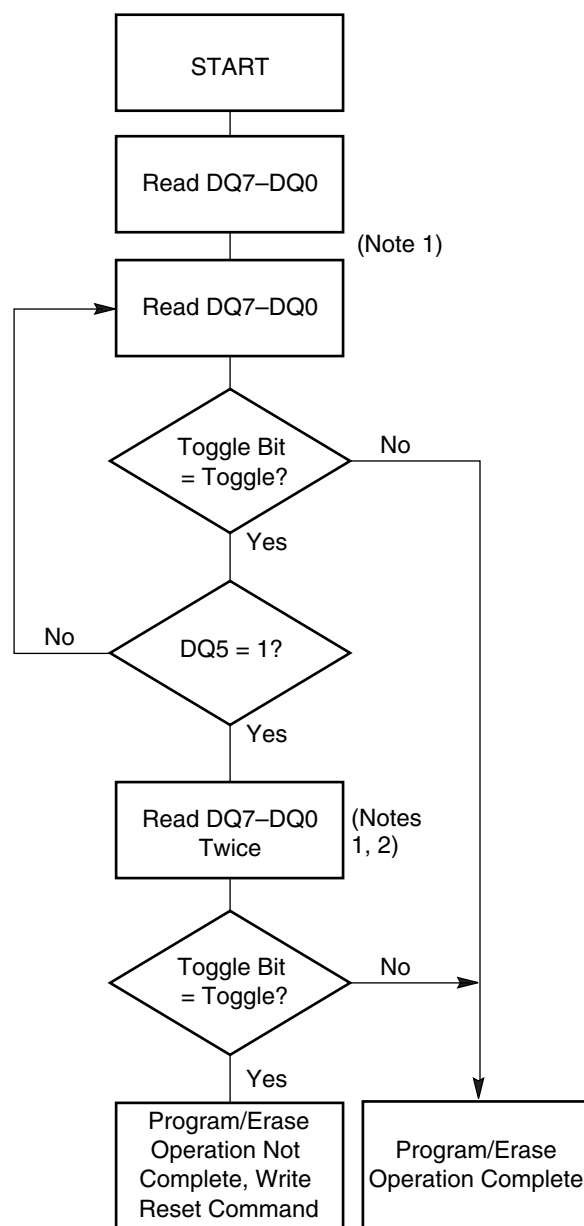 START
Read DQ7–DQ0
(Note 1)
Read DQ7–DQ0
Toggle Bit
= Toggle?
No
Yes
DQ5 = 1?
No
Yes
Read DQ7–DQ0
Twice
(Notes
1, 2)
Toggle Bit
= Toggle?
No
Yes
Program/Erase
Operation Not
Complete, Write
Reset Command
Program/Erase
Operation Complete